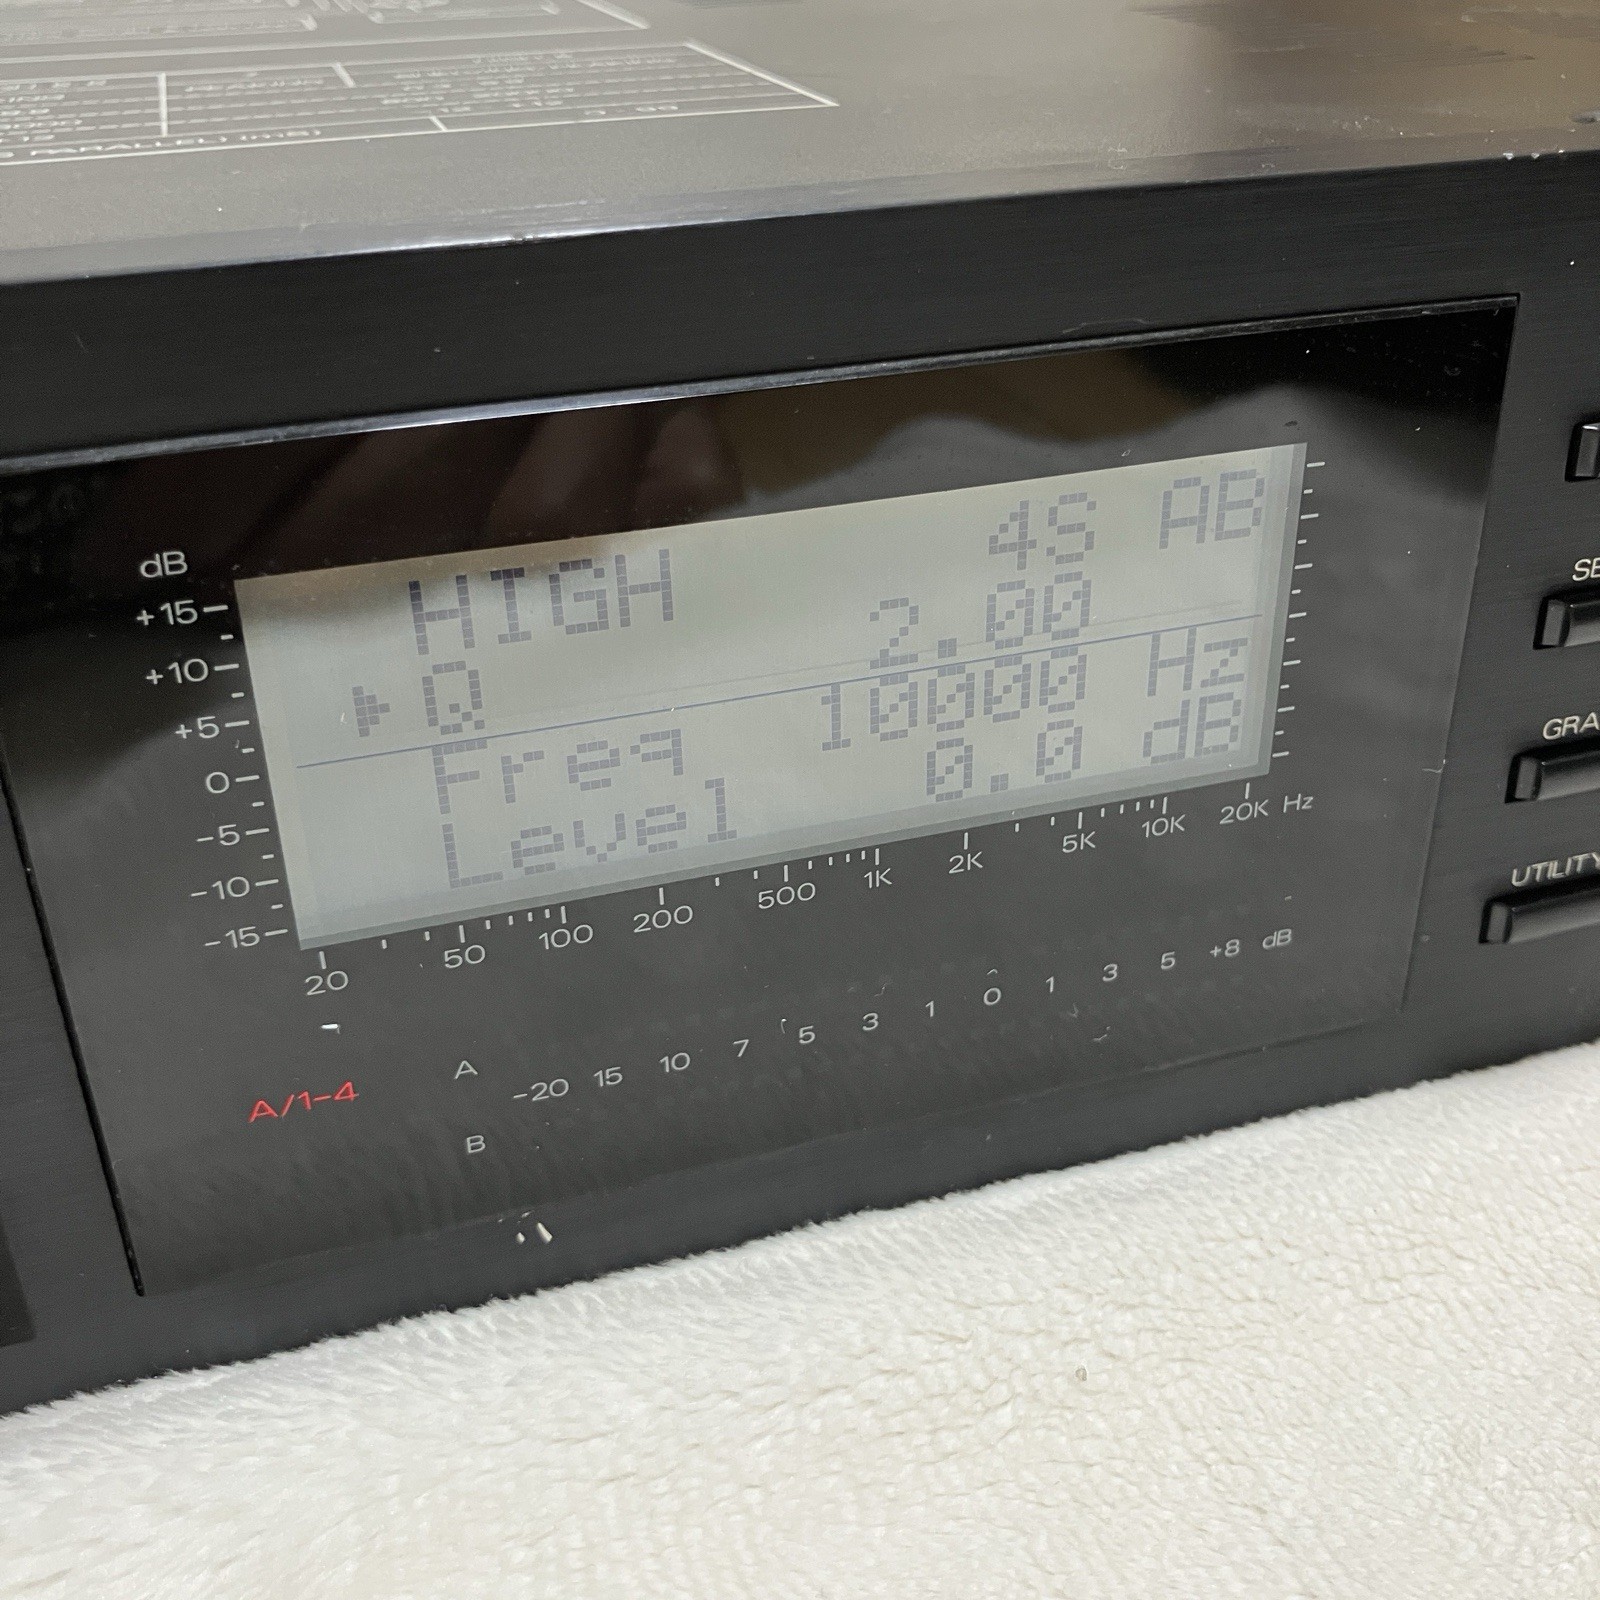 PARALLEL)
dB
+15
+10
+5
0
-5
-10
-15
HIGH 4S AB
Q 2.00
Freq 10000 Hz
Level 0.0 dB
20 50 100 200 500 1K 2K 5K 10K 20K Hz
A/1-4
A
-20 15 10 7 5 3 1 0 1 3 5 +8 dB
B
SE
GRA
UTILITY